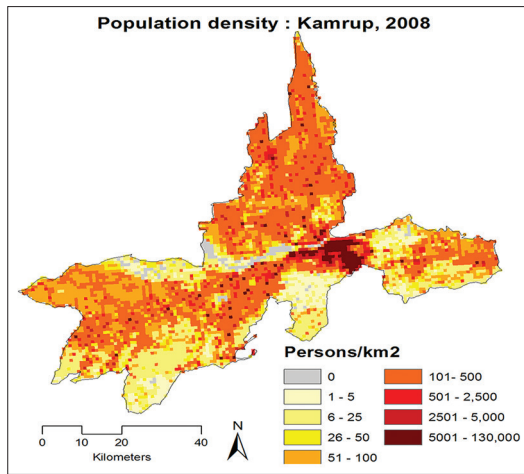 Population density : Kamrup, 2008
Persons/km2
0
1 - 5
6 - 25
26 - 50
51 - 100
101 - 500
501 - 2,500
2501 - 5,000
5001 - 130,000
0 10 20 40
Kilometers
N